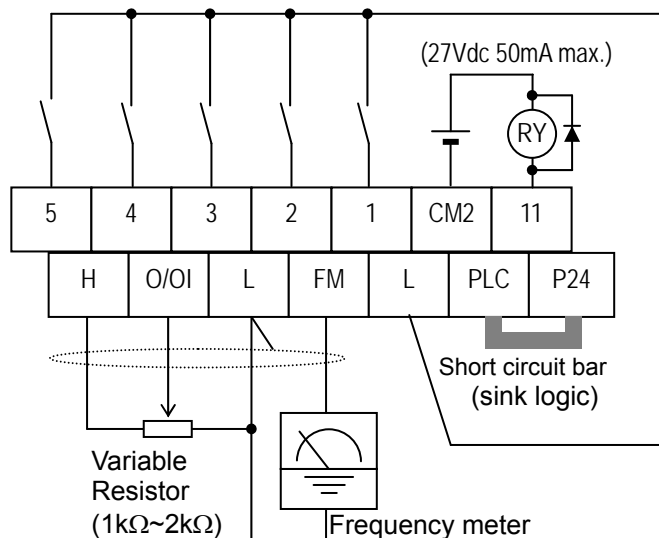 (27Vdc 50mA max.)
RY
5 4 3 2 1 CM2 11
H O/OI L FM L PLC P24
Short circuit bar
(sink logic)
Variable
Resistor
(1kΩ~2kΩ)
Frequency meter